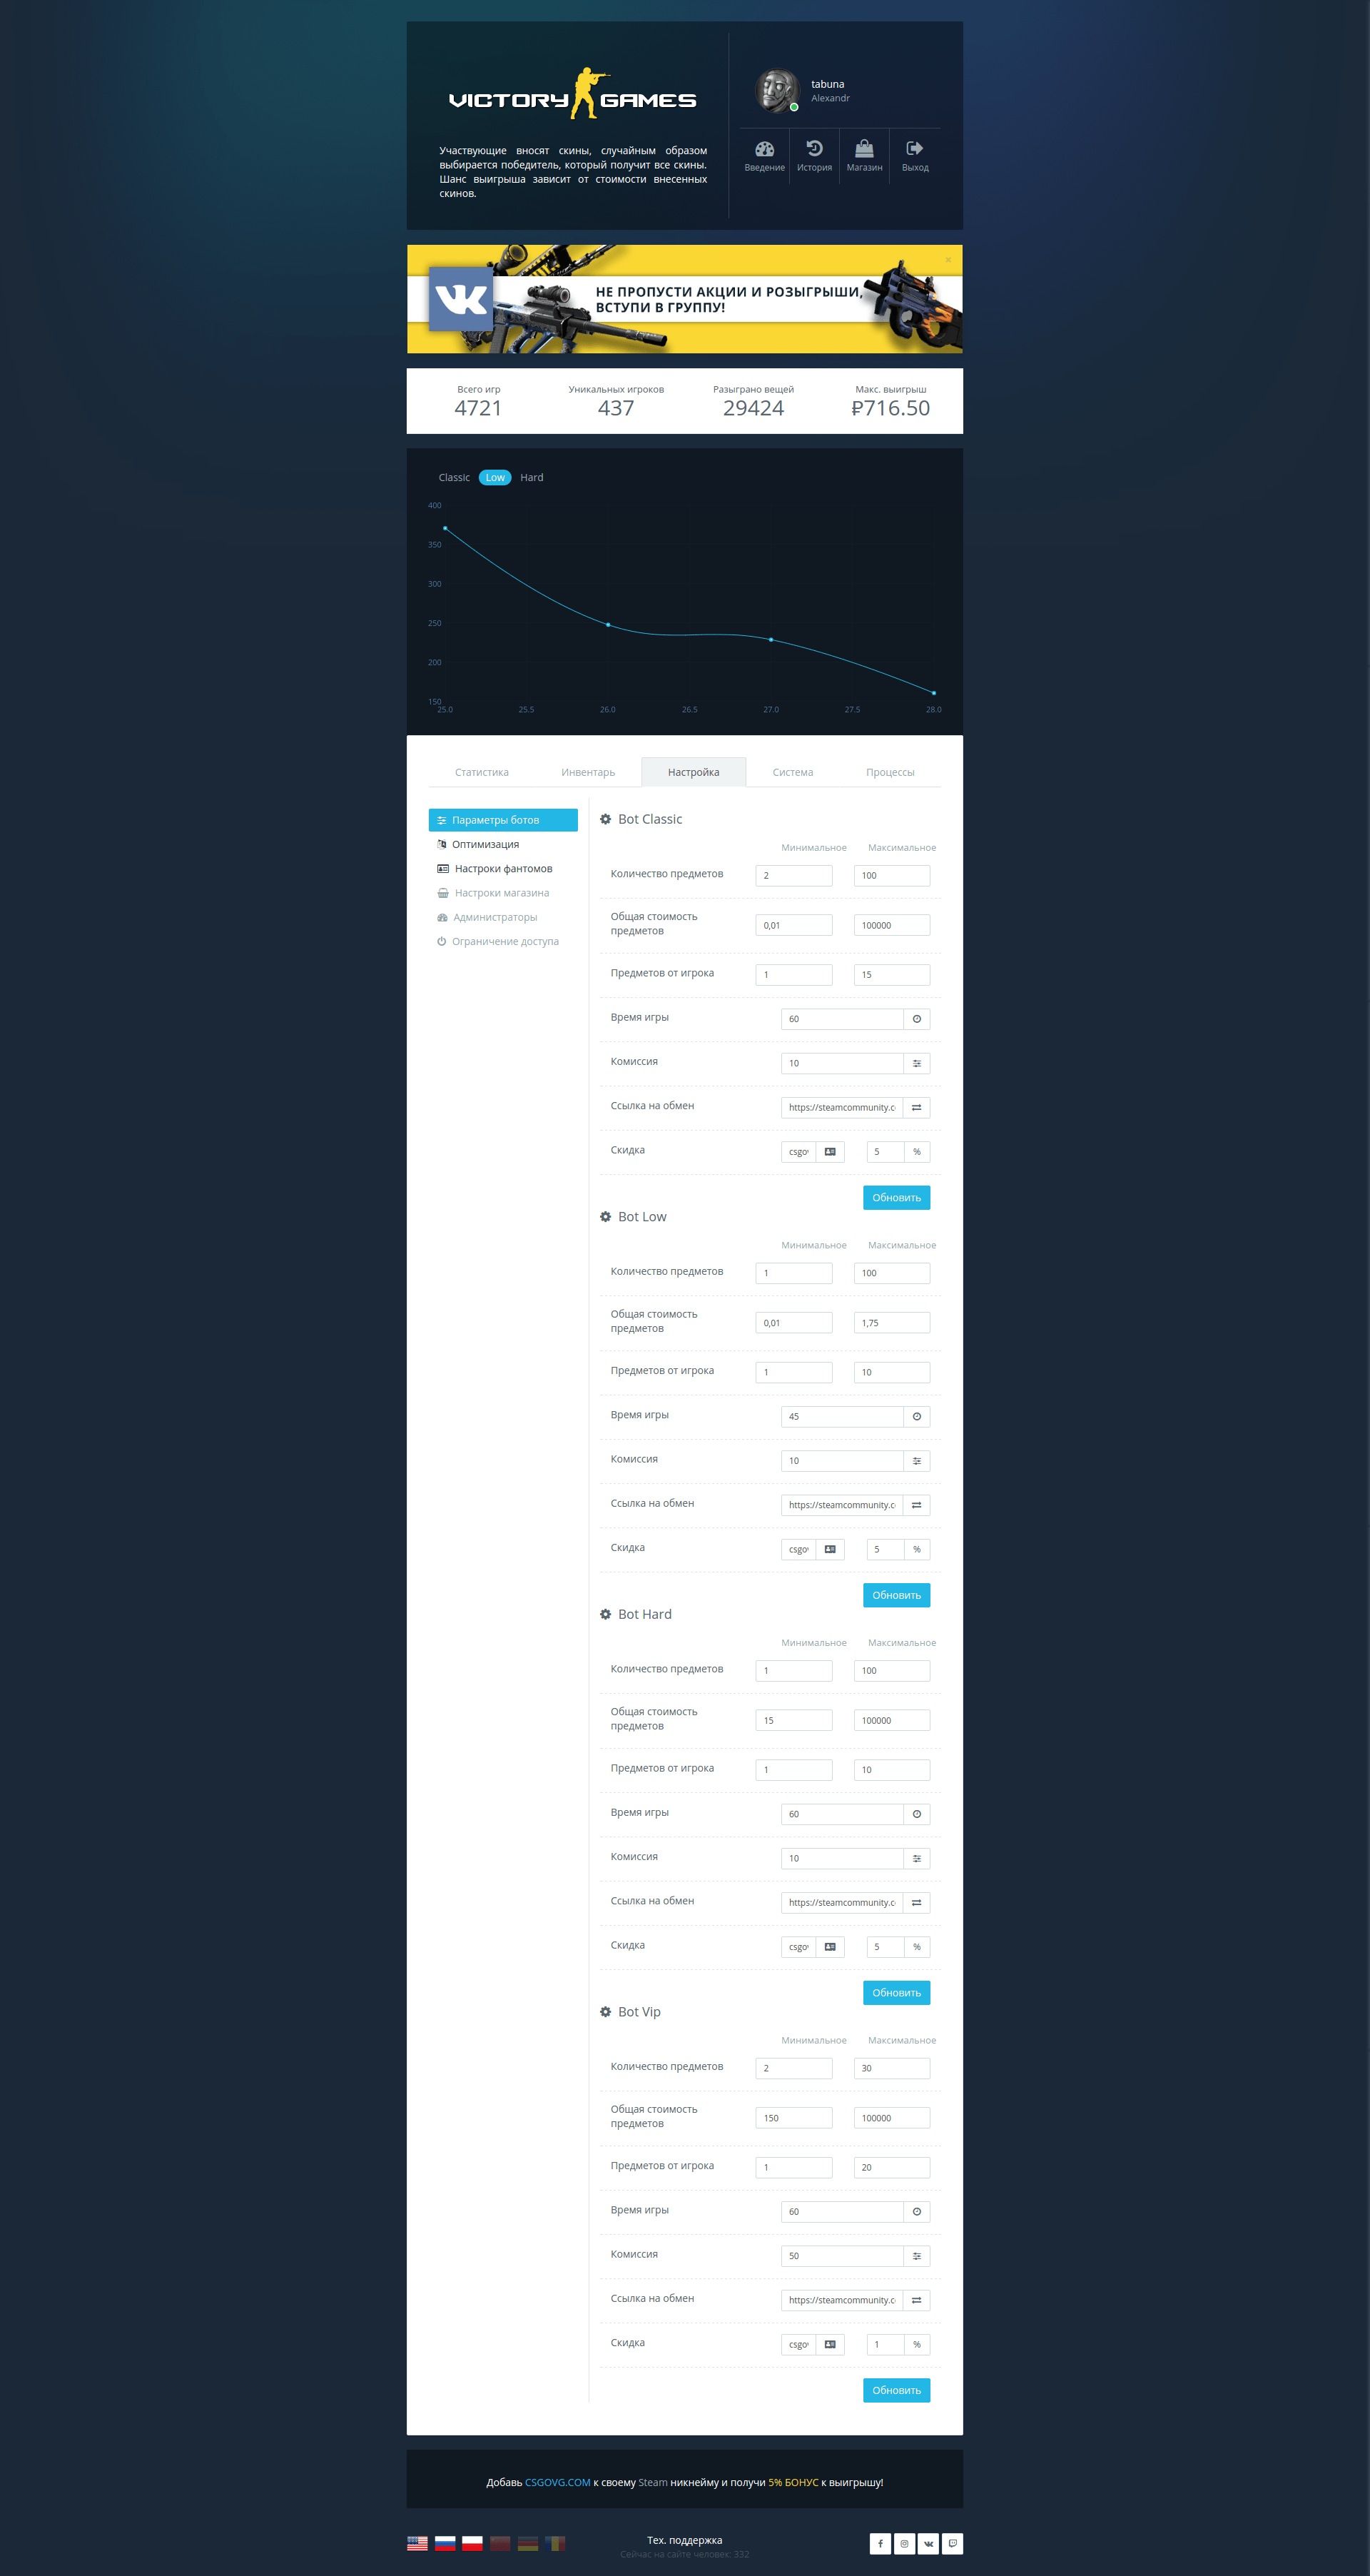 VICTORY GAMES
Участвующие вносят скины, случайным образом
выбирается победитель, который получит все скины.
Шанс выигрыша зависит от стоимости внесенных
скинов.
tabuna
Alexandr
Введение История Магазин Выход
×
НЕ ПРОПУСТИ АКЦИИ И РОЗЫГРЫШИ,
ВСТУПИ В ГРУППУ!
Всего игр Уникальных игроков Разыграно вещей Макс. выигрыш
4721 437 29424 ₽716.50
Classic Low Hard
400
350
300
250
200
150
25.0 25.5 26.0 26.5 27.0 27.5 28.0
Статистика Инвентарь Настройка Система Процессы
Параметры ботов
Оптимизация
Настроки фантомов
Настроки магазина
Администраторы
Ограничение доступа
Bot Classic
Минимальное Максимальное
Количество предметов 2 100
Общая стоимость
предметов 0,01 100000
Предметов от игрока 1 15
Время игры 60
Комиссия 10
Ссылка на обмен https://steamcommunity.c
Скидка csgo 5 %
Обновить
Bot Low
Минимальное Максимальное
Количество предметов 1 100
Общая стоимость
предметов 0,01 1,75
Предметов от игрока 1 10
Время игры 45
Комиссия 10
Ссылка на обмен https://steamcommunity.c
Скидка csgo 5 %
Обновить
Bot Hard
Минимальное Максимальное
Количество предметов 1 100
Общая стоимость
предметов 15 100000
Предметов от игрока 1 10
Время игры 60
Комиссия 10
Ссылка на обмен https://steamcommunity.c
Скидка csgo 5 %
Обновить
Bot Vip
Минимальное Максимальное
Количество предметов 2 30
Общая стоимость
предметов 150 100000
Предметов от игрока 1 20
Время игры 60
Комиссия 50
Ссылка на обмен https://steamcommunity.c
Скидка csgo 1 %
Обновить
Добавь CSGOVG.COM к своему Steam никнейму и получи 5% БОНУС к выигрышу!
Тех. поддержка
Сейчас на сайте человек: 332